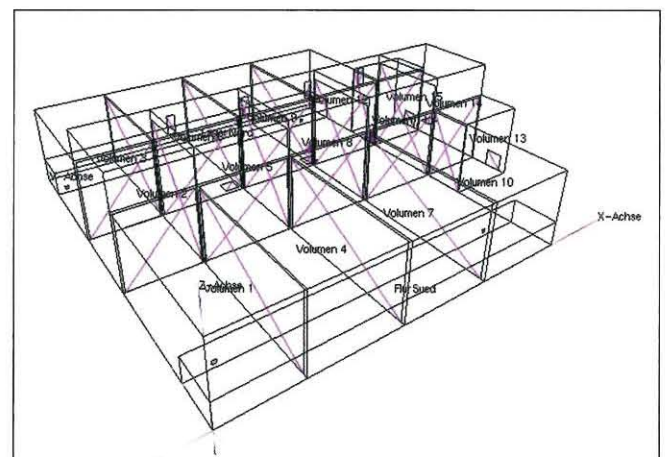 Volumen 15
Volumen 14
Volumen 13
Volumen 8
Volumen 3
Volumen 5
Y-Achse
Volumen 2
Volumen 10
Volumen 7
X-Achse
Volumen 4
Z-Achse
Volumen 1
Flur Sued